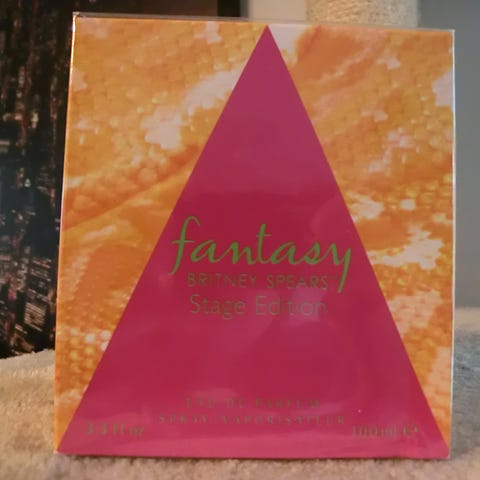 fantasy
BRITNEY SPEARS
Stage Edition
EAU DE PARFUM
3.3 fl oz SPRAY/VAPORISATEUR 100 ml ℮